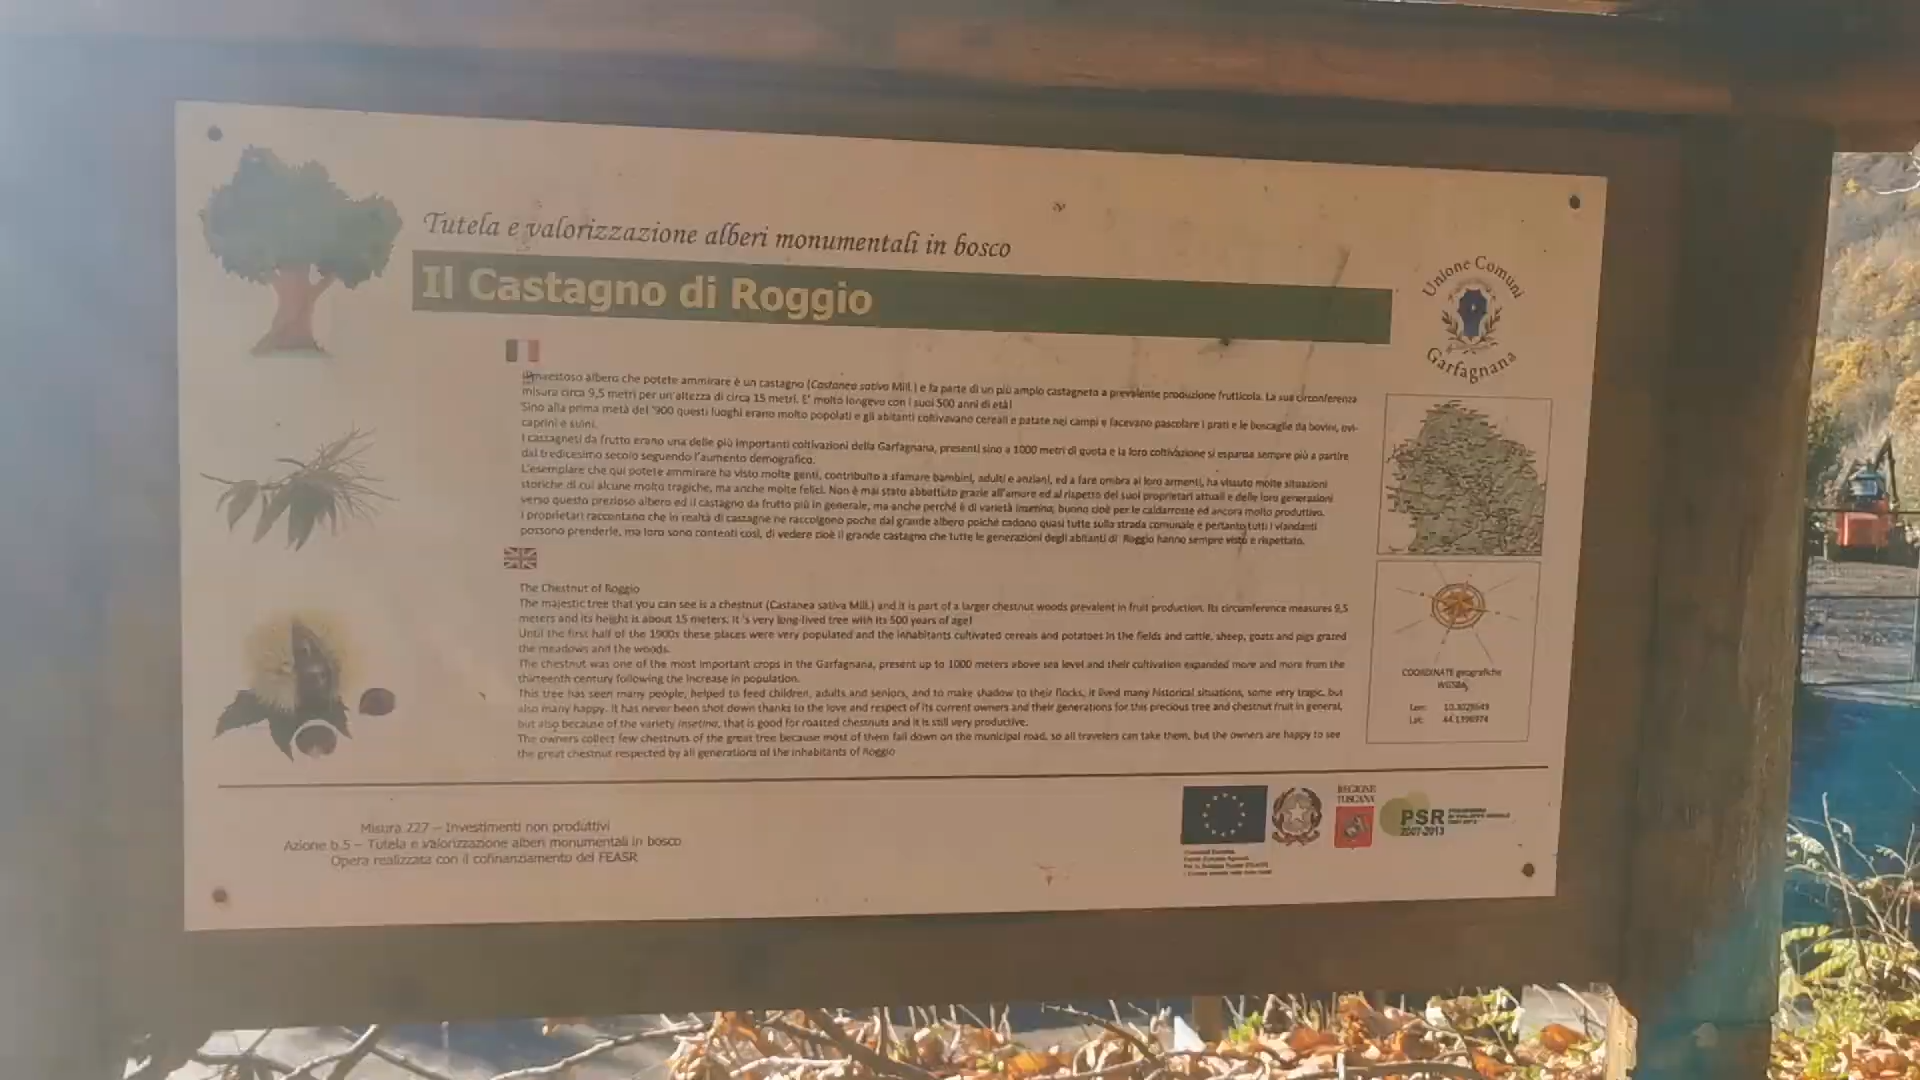 Tutela e valorizzazione alberi monumentali in bosco
Il Castagno di Roggio
Unione Comuni
Garfagnana
maestoso albero che potete ammirare è un castagno (Castanea sativa Mill.) e fa parte di un più ampio castagneto a prevalente produzione frutticola. La sua circonferenza
misura circa 9,5 metri per un'altezza di circa 15 metri. E' molto longevo con i suoi 500 anni di età!
Sino alla prima metà del '900 questi luoghi erano molto popolati e gli abitanti coltivavano cereali e patate nei campi e facevano pascolare i prati e le boscaglie da bovini, ovi-
caprini e suini.
I castagneti da frutto erano una delle più importanti coltivazioni della Garfagnana, presenti sino a 1000 metri di quota e la loro coltivazione si espanse sempre più a partire
dal tredicesimo secolo seguendo l'aumento demografico.
L'esemplare che qui potete ammirare ha visto molte genti, contribuito a sfamare bambini, adulti e anziani, ed a fare ombra ai loro armenti, ha vissuto molte situazioni
storiche di cui alcune molto tragiche, ma anche molte felici. Non è mai stato abbattuto grazie all'amore ed al rispetto dei suoi proprietari attuali e delle loro generazioni
verso questo prezioso albero ed il castagno da frutto più in generale, ma anche perché è di varietà insetina, buona cioè per le caldarroste ed ancora molto produttivo.
I proprietari raccontano che in realtà di castagne ne raccolgono poche dal grande albero poiché cadono quasi tutte sulla strada comunale e pertanto tutti i viandanti
possono prenderle, ma loro sono contenti così, di vedere cioè il grande castagno che tutte le generazioni degli abitanti di Roggio hanno sempre visto e rispettato.
The Chestnut of Roggio
The majestic tree that you can see is a chestnut (Castanea sativa Mill.) and it is part of a larger chestnut woods prevalent in fruit production. Its circumference measures 9,5
meters and its height is about 15 meters. It 's very long-lived tree with its 500 years of age!
Until the first half of the 1900s these places were very populated and the inhabitants cultivated cereals and potatoes in the fields and cattle, sheep, goats and pigs grazed
the meadows and the woods.
The chestnut was one of the most important crops in the Garfagnana, present up to 1000 meters above sea level and their cultivation expanded more and more from the
thirteenth century following the increase in population.
This tree has seen many people, helped to feed children, adults and seniors, and to make shadow to their flocks, it lived many historical situations, some very tragic, but
also many happy. It has never been shot down thanks to the love and respect of its current owners and their generations for this precious tree and chestnut fruit in general,
but also because of the variety insetina, that is good for roasted chestnuts and it is still very productive.
The owners collect few chestnuts of the great tree because most of them fall down on the municipal road, so all travelers can take them, but the owners are happy to see
the great chestnut respected by all generations of the inhabitants of Roggio
COORDINATE geografiche
WGS84
Lon:
Lat:
Misura 227 – Investimenti non produttivi
Azione b.5 – Tutela e valorizzazione alberi monumentali in bosco
Opera realizzata con il cofinanziamento del FEASR
REGIONE
TOSCANA
PSR
2007-2013